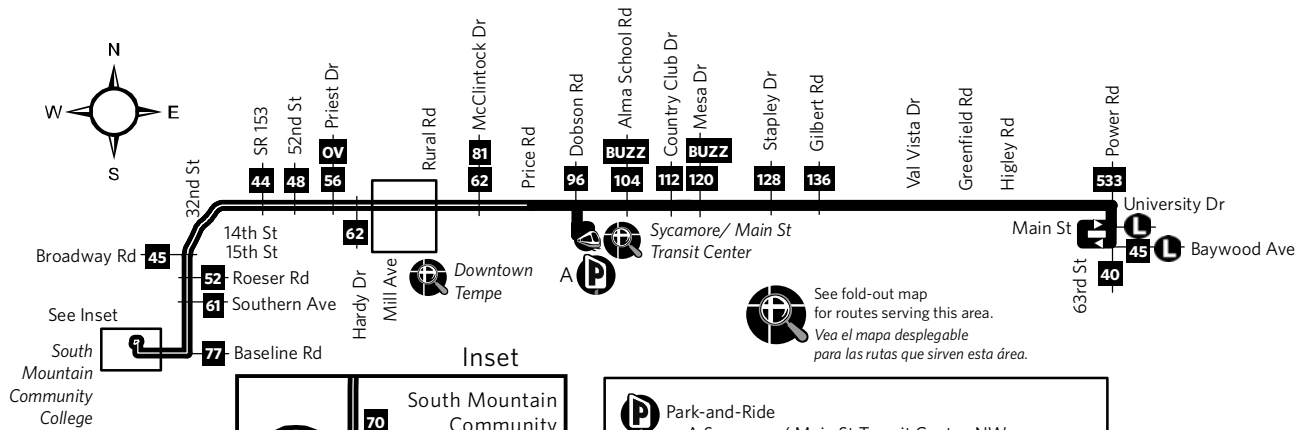 N
W
E
S
32nd St
SR 153
52nd St
Priest Dr
Rural Rd
McClintock Dr
Price Rd
Dobson Rd
Alma School Rd
Country Club Dr
Mesa Dr
Stapley Dr
Gilbert Rd
Val Vista Dr
Greenfield Rd
Higley Rd
Power Rd
OV
81
BUZZ
BUZZ
44
48
56
62
96
104
112
120
128
136
533
University Dr
14th St
15th St
62
Hardy Dr
Mill Ave
Downtown
Tempe
A
P
Sycamore/ Main St
Transit Center
Main St
L
45
L
Baywood Ave
63rd St
40
Broadway Rd
45
52
Roeser Rd
61
Southern Ave
See Inset
77
Baseline Rd
South
Mountain
Community
College
See fold-out map
for routes serving this area.
Vea el mapa desplegable
para las rutas que sirven esta área.
Inset
70
South Mountain
Community
P
Park-and-Ride
A Sycamore / Main St Transit Center NW